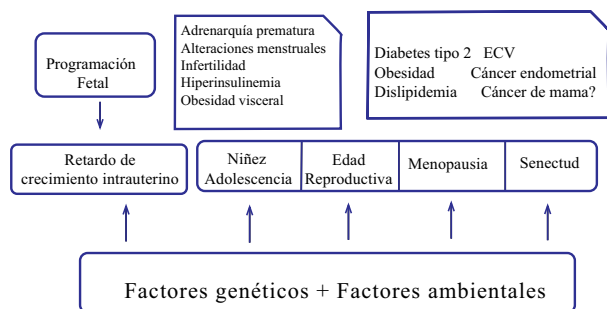 Programación
Fetal
Adrenarquía prematura
Alteraciones menstruales
Infertilidad
Hiperinsulinemia
Obesidad visceral
Diabetes tipo 2 ECV
Obesidad Cáncer endometrial
Dislipidemia Cáncer de mama?
Retardo de
crecimiento intrauterino
Niñez
Adolescencia
Edad
Reproductiva
Menopausia
Senectud
Factores genéticos + Factores ambientales